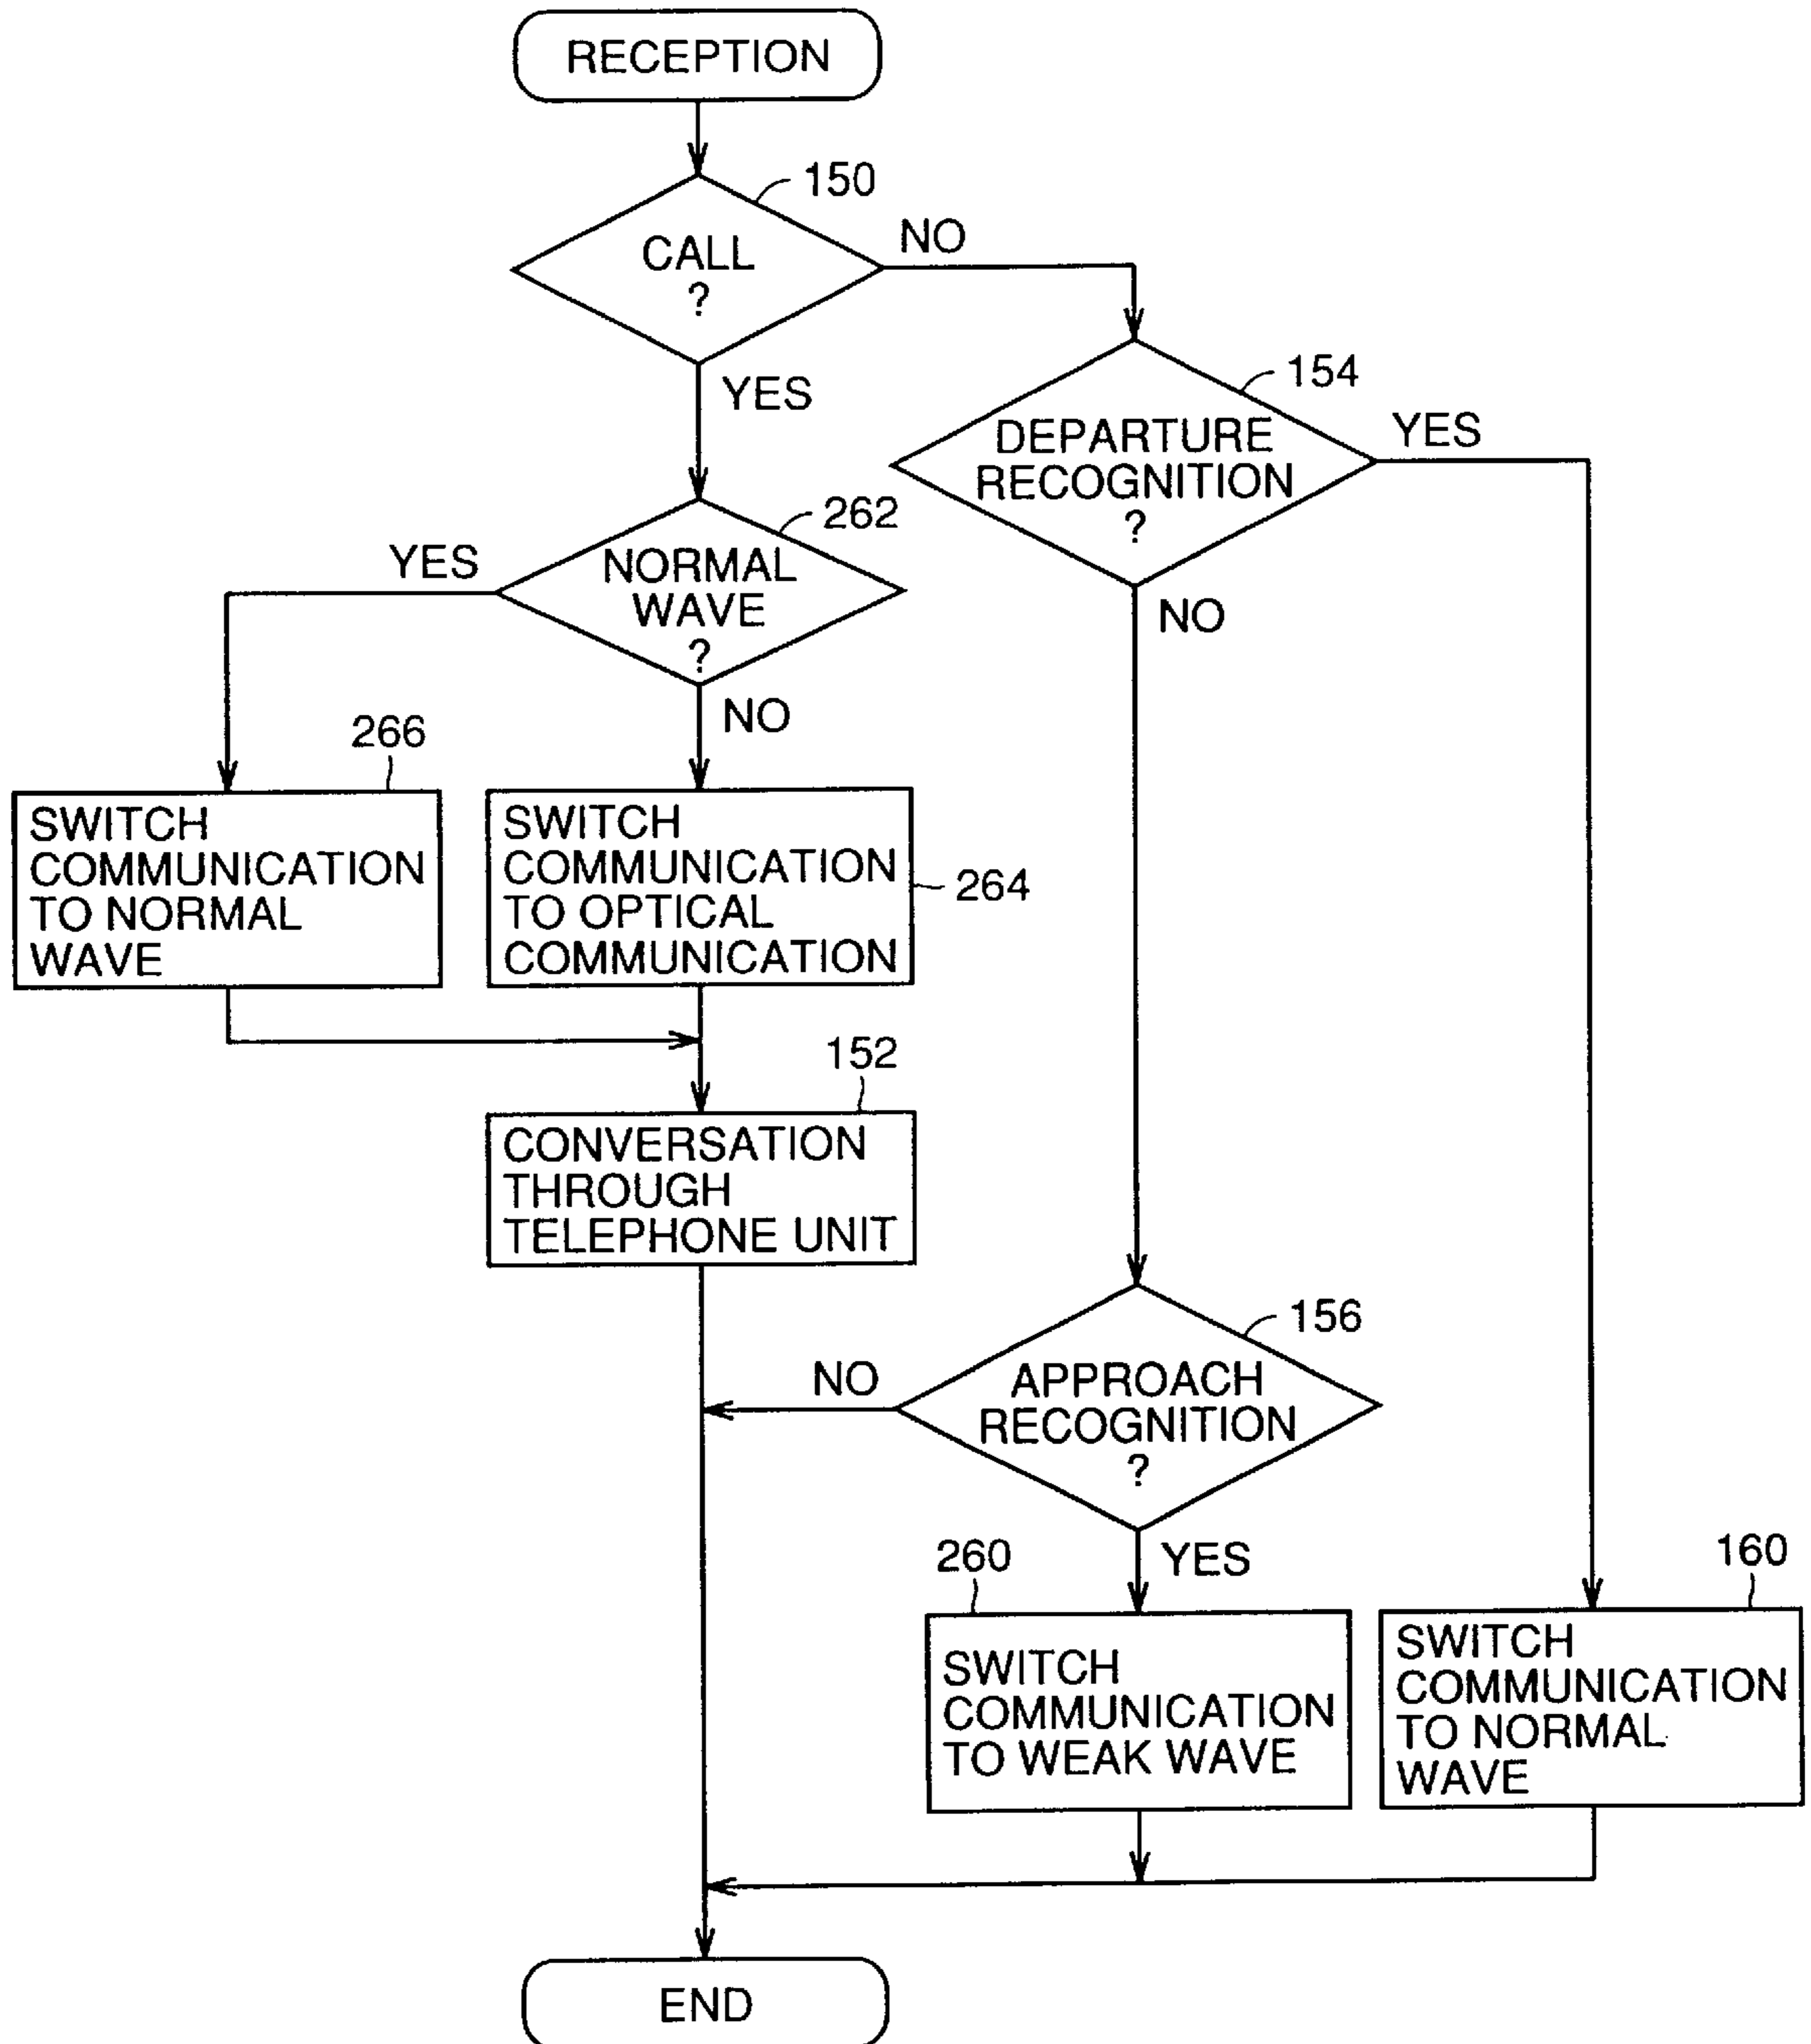 RECEPTION
150
CALL
?
NO
YES
154
DEPARTURE
RECOGNITION
?
YES
NO
262
NORMAL
WAVE
?
YES
NO
266
SWITCH
COMMUNICATION
TO NORMAL
WAVE
SWITCH
COMMUNICATION
TO OPTICAL
COMMUNICATION
264
152
CONVERSATION
THROUGH
TELEPHONE UNIT
156
APPROACH
RECOGNITION
?
NO
YES
260
SWITCH
COMMUNICATION
TO WEAK WAVE
160
SWITCH
COMMUNICATION
TO NORMAL
WAVE
END